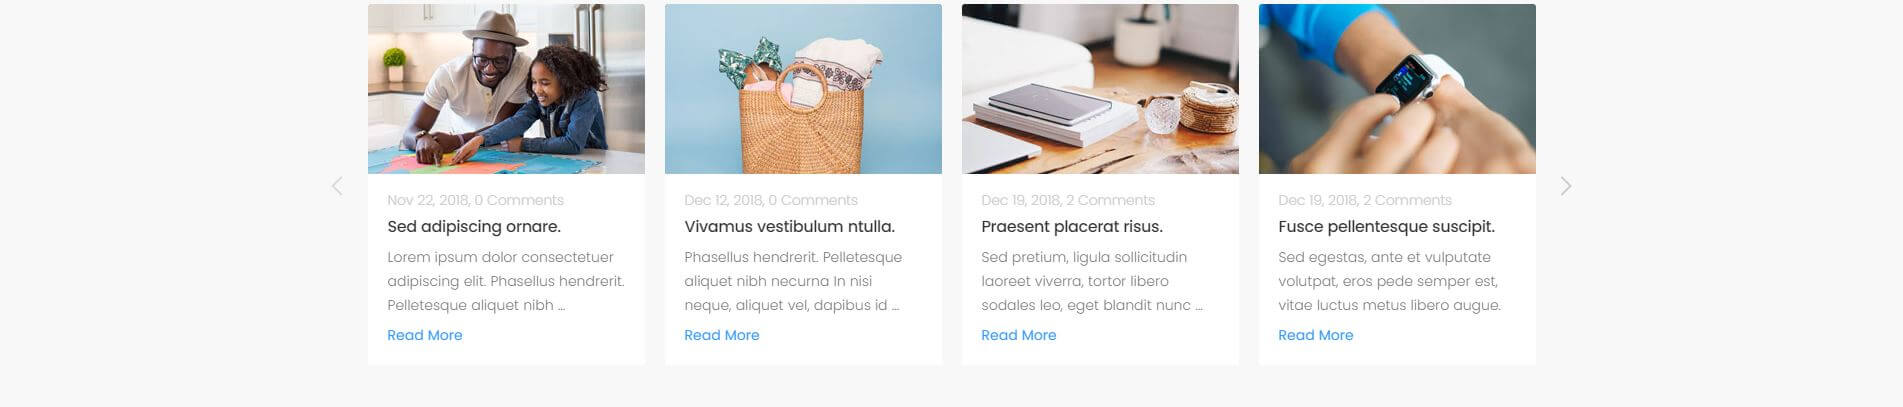 Nov 22, 2018, 0 Comments
Sed adipiscing ornare.
Lorem ipsum dolor consectetuer
adipiscing elit. Phasellus hendrerit.
Pelletesque aliquet nibh ...
Read More
Dec 12, 2018, 0 Comments
Vivamus vestibulum ntulla.
Phasellus hendrerit. Pelletesque
aliquet nibh necurna In nisi
neque, aliquet vel, dapibus id ...
Read More
Dec 19, 2018, 2 Comments
Praesent placerat risus.
Sed pretium, ligula sollicitudin
laoreet viverra, tortor libero
sodales leo, eget blandit nunc ...
Read More
Dec 19, 2018, 2 Comments
Fusce pellentesque suscipit.
Sed egestas, ante et vulputate
volutpat, eros pede semper est,
vitae luctus metus libero augue.
Read More